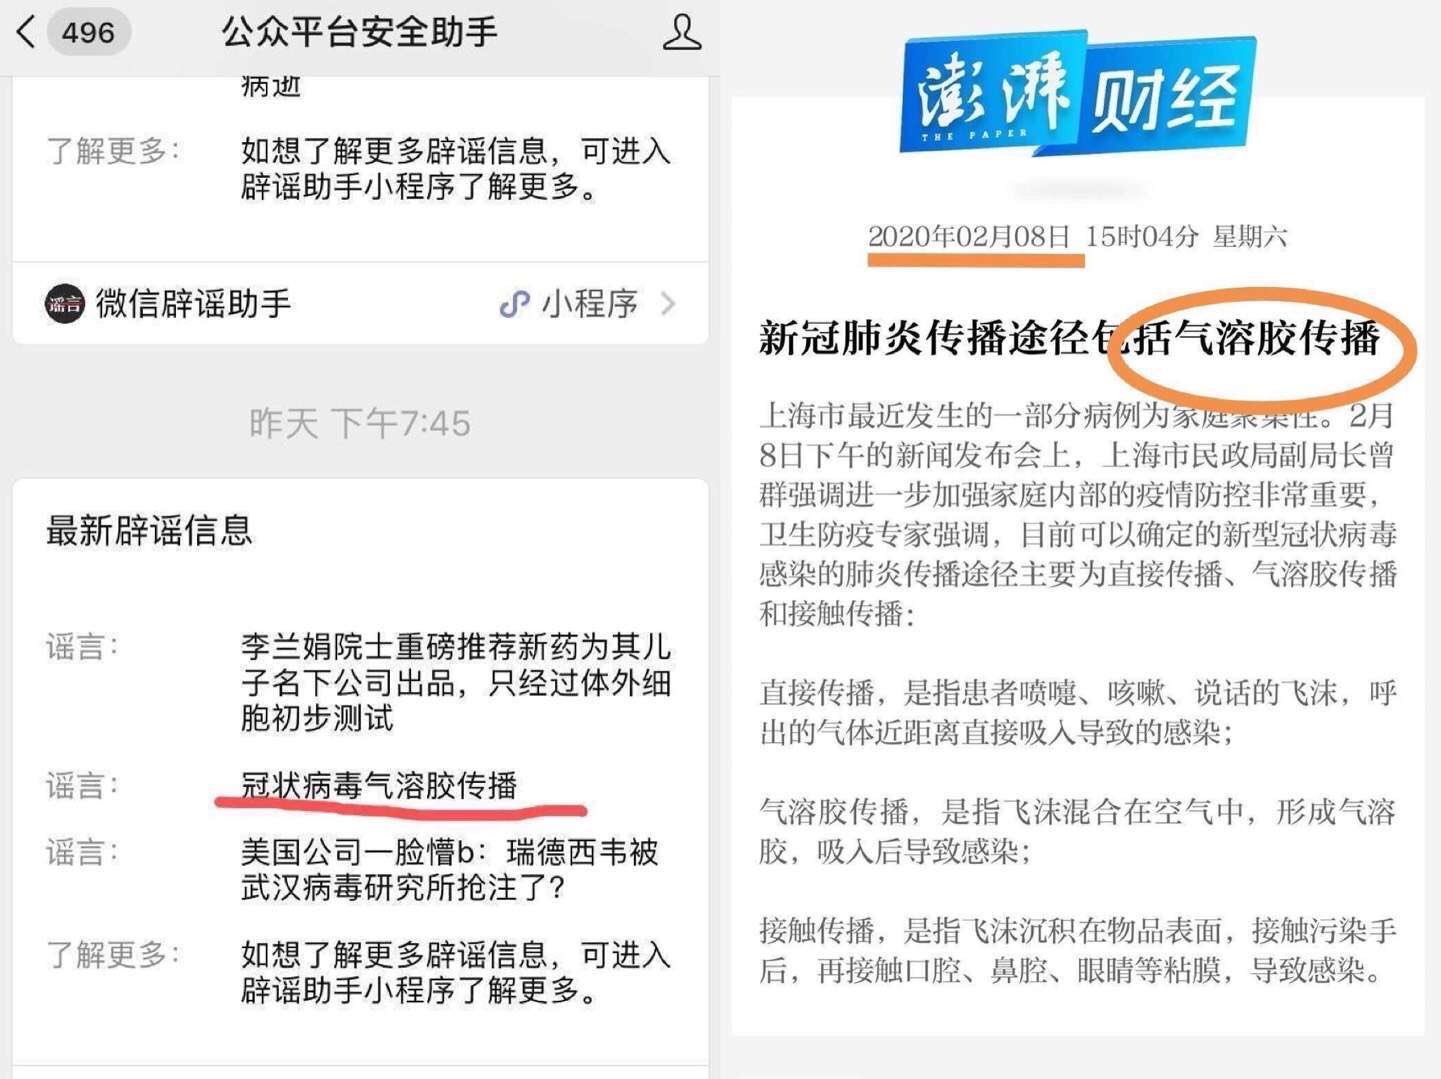 496
公众平台安全助手
病逝
了解更多：
如想了解更多辟谣信息，可进入
辟谣助手小程序了解更多。
谣言
微信辟谣助手
小程序
昨天 下午7:45
最新辟谣信息
谣言：
李兰娟院士重磅推荐新药为其儿
子名下公司出品，只经过体外细
胞初步测试
谣言：
冠状病毒气溶胶传播
谣言：
美国公司一脸懵b：瑞德西韦被
武汉病毒研究所抢注了？
了解更多：
如想了解更多辟谣信息，可进入
辟谣助手小程序了解更多。
澎湃
THE PAPER
财经
2020年02月08日 15时04分 星期六
新冠肺炎传播途径包括气溶胶传播
上海市最近发生的一部分病例为家庭聚集性。2月
8日下午的新闻发布会上，上海市民政局副局长曾
群强调进一步加强家庭内部的疫情防控非常重要，
卫生防疫专家强调，目前可以确定的新型冠状病毒
感染的肺炎传播途径主要为直接传播、气溶胶传播
和接触传播：
直接传播，是指患者喷嚏、咳嗽、说话的飞沫，呼
出的气体近距离直接吸入导致的感染；
气溶胶传播，是指飞沫混合在空气中，形成气溶
胶，吸入后导致感染；
接触传播，是指飞沫沉积在物品表面，接触污染手
后，再接触口腔、鼻腔、眼睛等粘膜，导致感染。